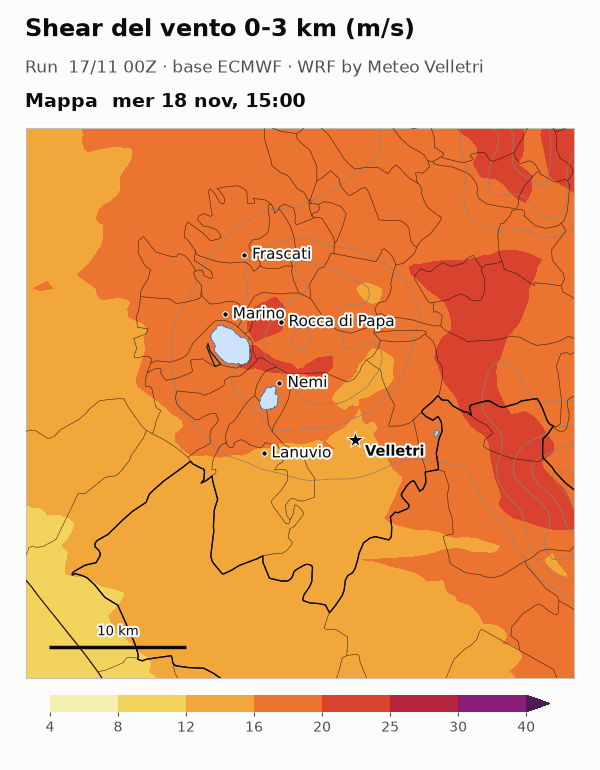 Shear del vento 0-3 km (m/s)
Run 17/11 00Z · base ECMWF · WRF by Meteo Velletri
Mappa mer 18 nov, 15:00
Frascati
Marino
Rocca di Papa
Nemi
Velletri
Lanuvio
10 km
4 8 12 16 20 25 30 40